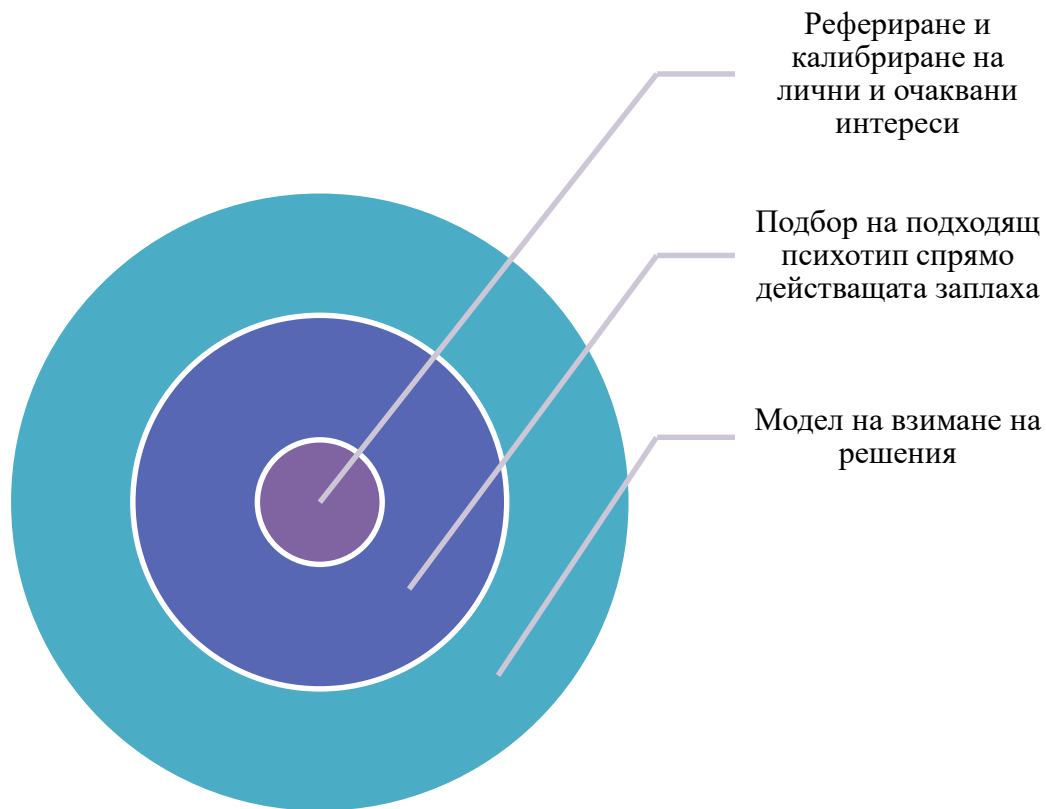 Рефериране и
калибриране на
лични и очаквани
интереси
Подбор на подходящ
психотип спрямо
действащата заплаха
Модел на взимане на
решения